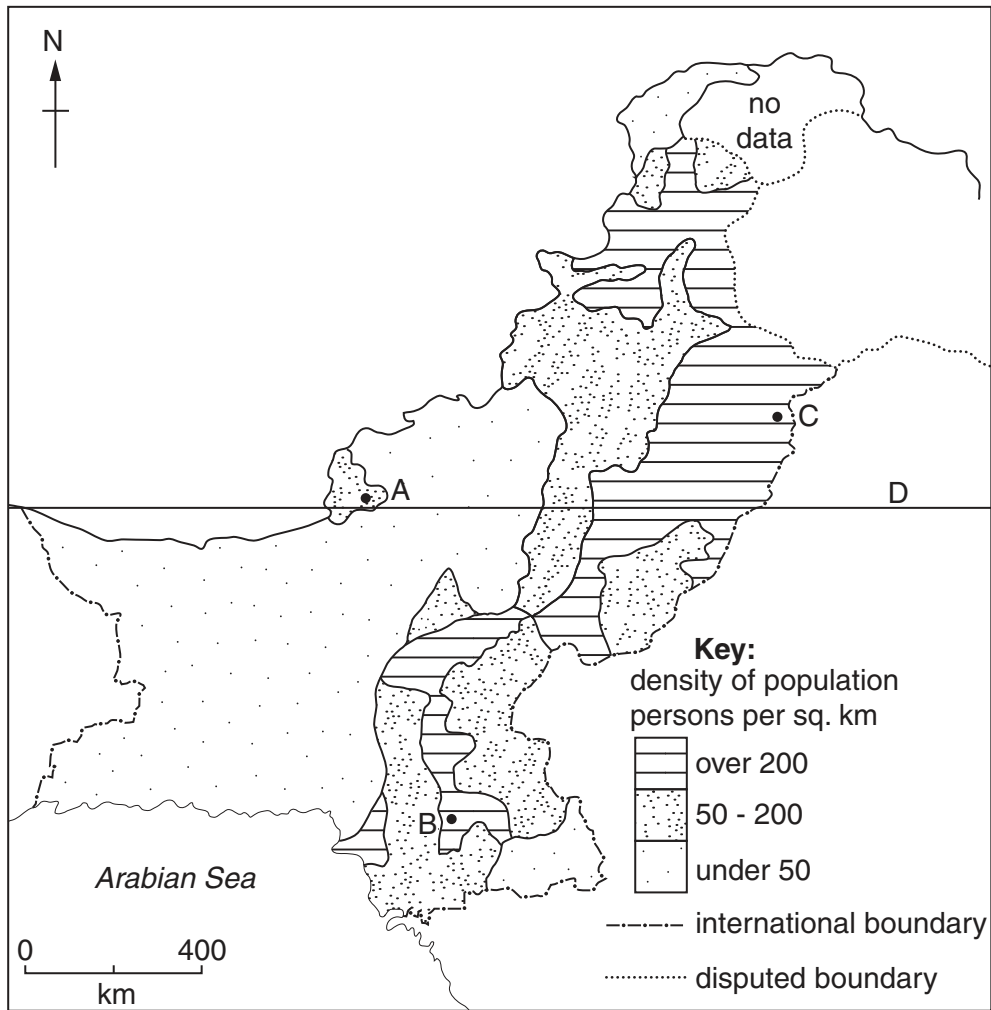 N
no
data
C
A
D
B
Key:
density of population
persons per sq. km
over 200
50 - 200
under 50
international boundary
disputed boundary
Arabian Sea
0 400
km